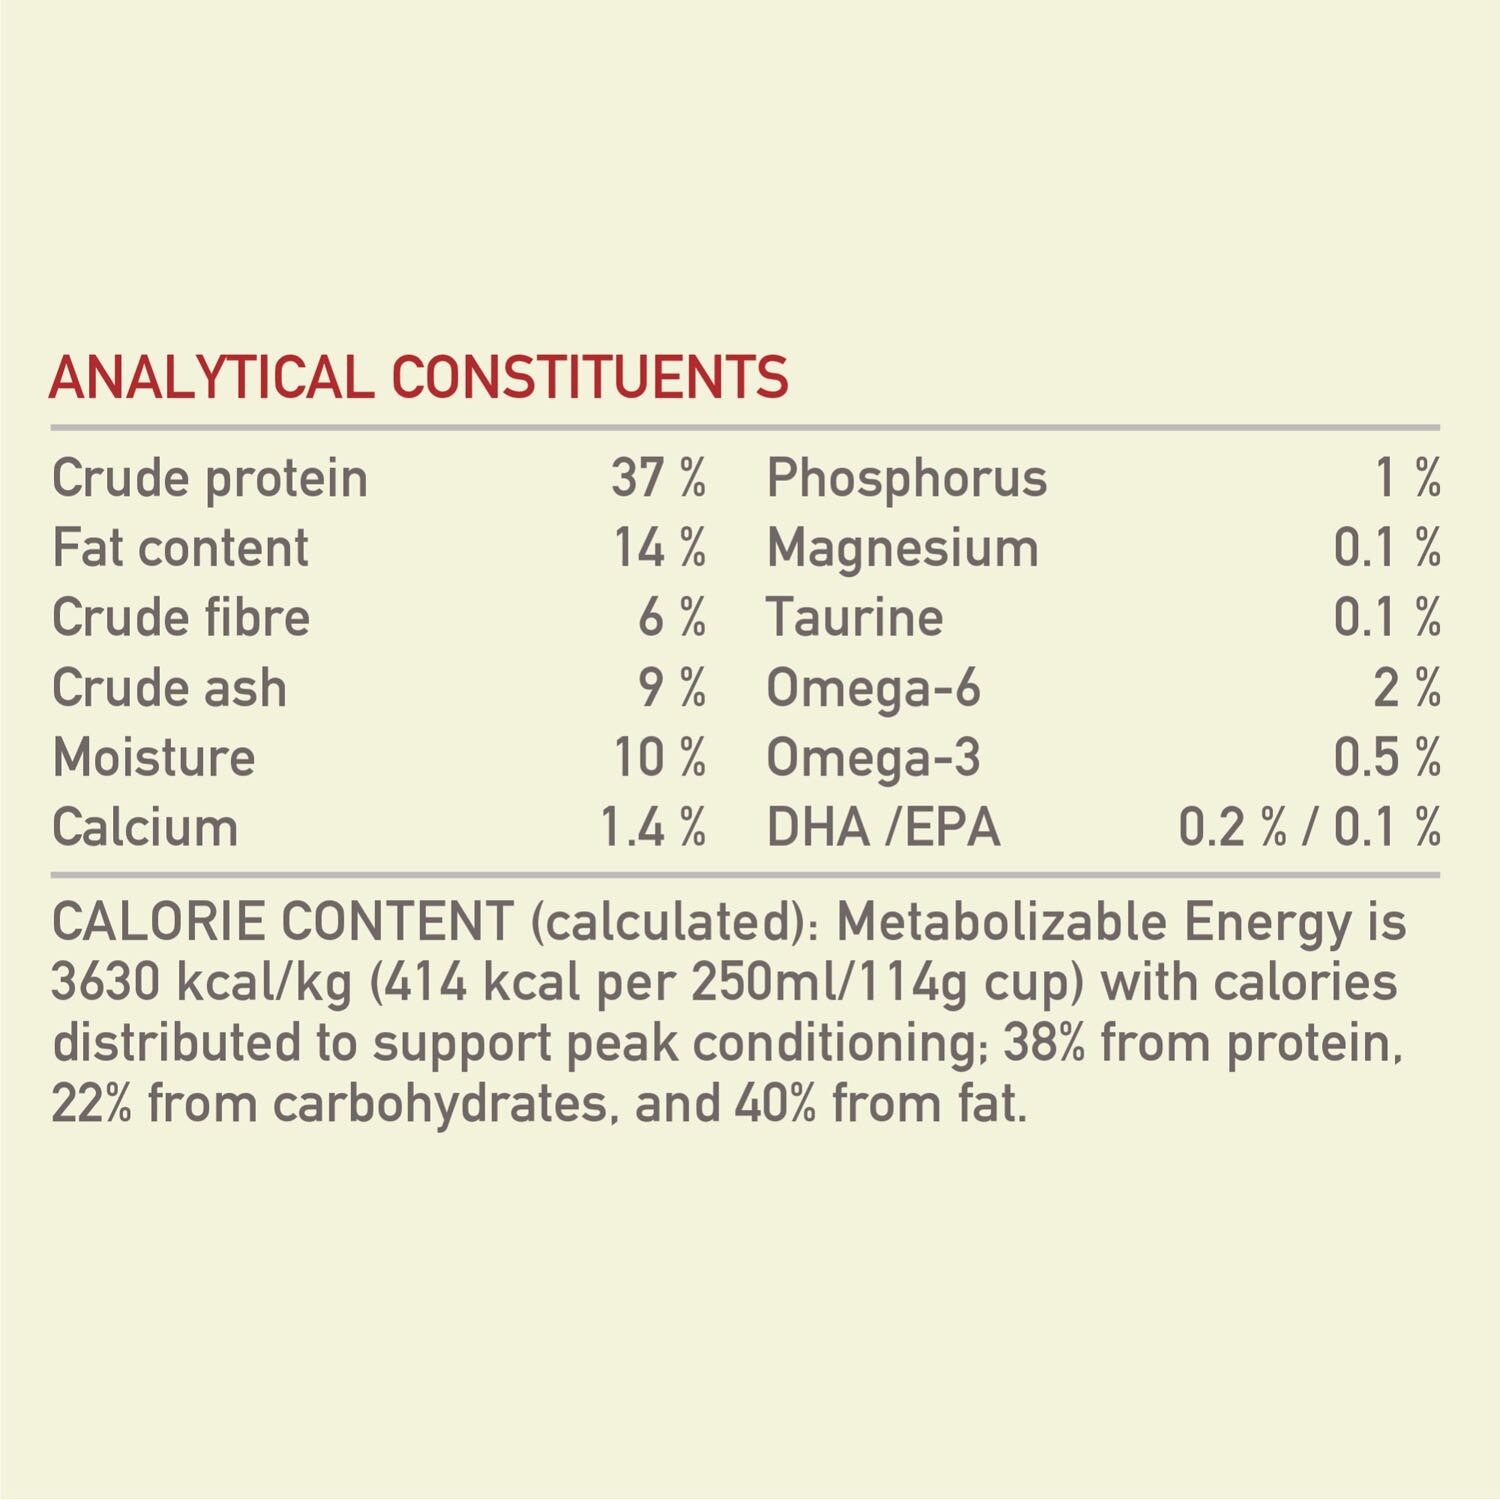 ANALYTICAL CONSTITUENTS
Crude protein 37 % Phosphorus 1 %
Fat content 14 % Magnesium 0.1 %
Crude fibre 6 % Taurine 0.1 %
Crude ash 9 % Omega-6 2 %
Moisture 10 % Omega-3 0.5 %
Calcium 1.4 % DHA /EPA 0.2 % / 0.1 %
CALORIE CONTENT (calculated): Metabolizable Energy is
3630 kcal/kg (414 kcal per 250ml/114g cup) with calories
distributed to support peak conditioning; 38% from protein,
22% from carbohydrates, and 40% from fat.